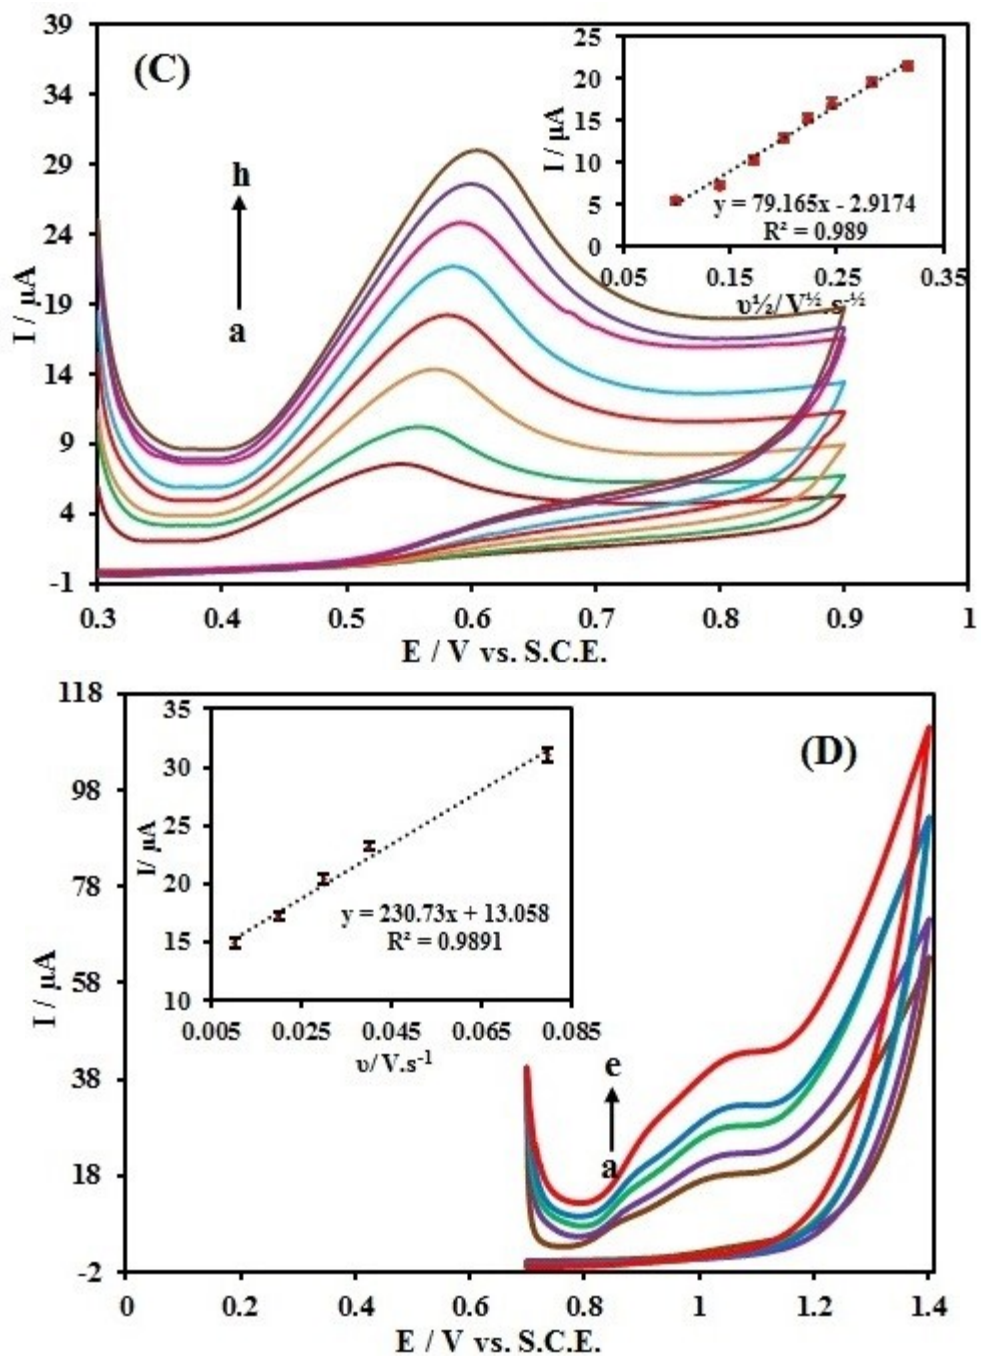 (C)
39
34
29
24
19
14
9
4
-1
I / µA
0.3
0.4
0.5
0.6
0.7
0.8
0.9
1
E / V vs. S.C.E.
h
a
25
20
15
10
5
0
I / µA
y = 79.165x - 2.9174
R² = 0.989
0.05
0.15
0.25
0.35
υ½/ V½.s-½
(D)
118
98
78
58
38
18
-2
I / µA
0
0.2
0.4
0.6
0.8
1
1.2
1.4
E / V vs. S.C.E.
e
a
35
30
25
20
15
10
I/ µA
y = 230.73x + 13.058
R² = 0.9891
0.005
0.025
0.045
0.065
0.085
υ/ V.s-1